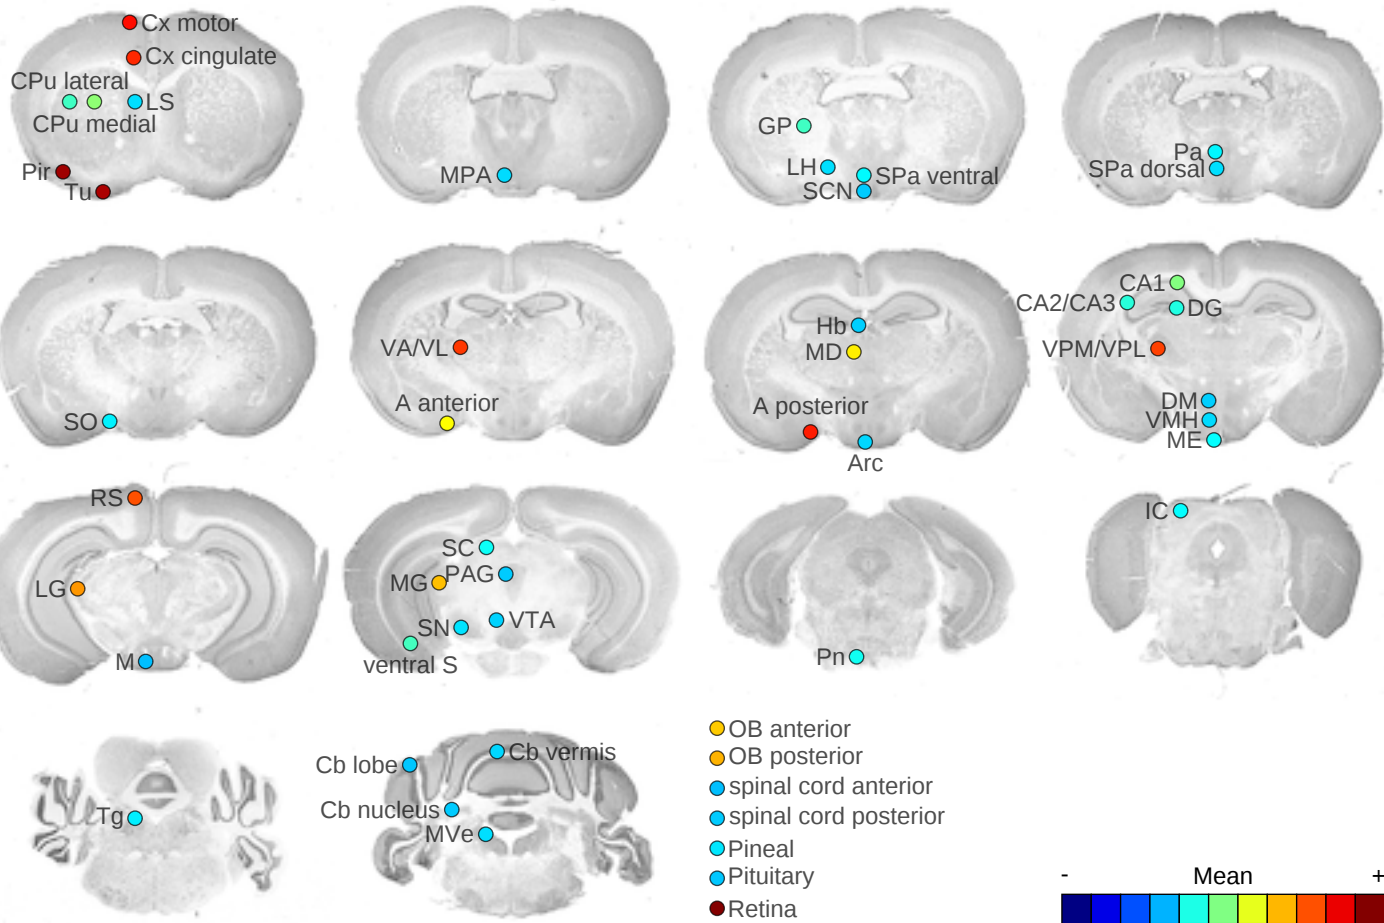 Cx motor
Cx cingulate
CPu lateral
LS
CPu medial
Pir
Tu
MPA
GP
LH
SPa ventral
SCN
Pa
SPa dorsal
SO
VA/VL
A anterior
Hb
MD
A posterior
Arc
CA1
CA2/CA3
DG
VPM/VPL
DM
VMH
ME
RS
LG
M
SC
MG
PAG
SN
VTA
ventral S
Pn
IC
Tg
Cb lobe
Cb vermis
Cb nucleus
MVe
OB anterior
OB posterior
spinal cord anterior
spinal cord posterior
Pineal
Pituitary
Retina
- Mean +